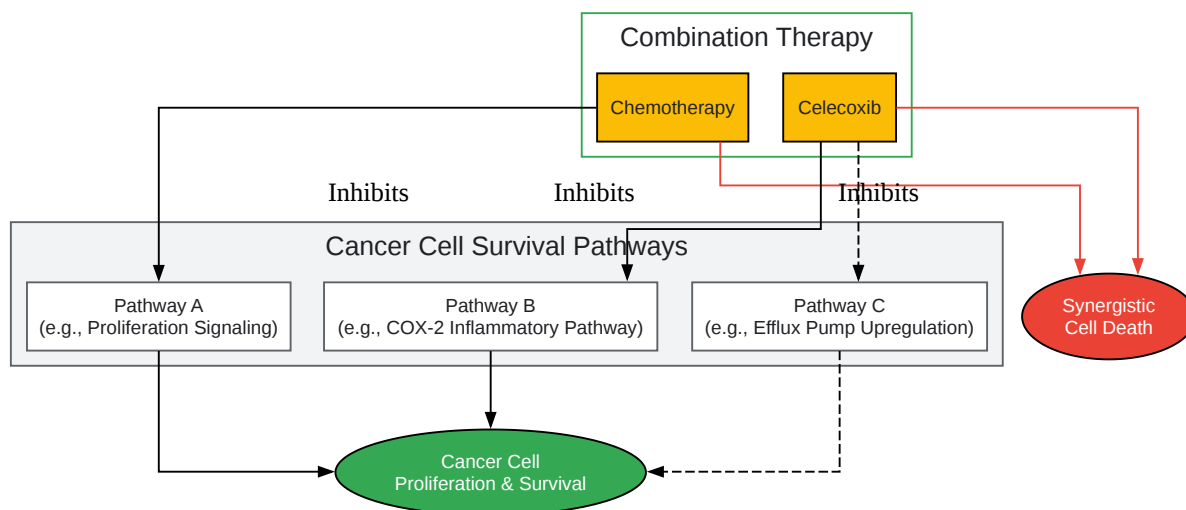 Combination Therapy
Chemotherapy
Celecoxib
Inhibits
Inhibits
Inhibits
Cancer Cell Survival Pathways
Pathway A
(e.g., Proliferation Signaling)
Pathway B
(e.g., COX-2 Inflammatory Pathway)
Pathway C
(e.g., Efflux Pump Upregulation)
Synergistic
Cell Death
Cancer Cell
Proliferation & Survival